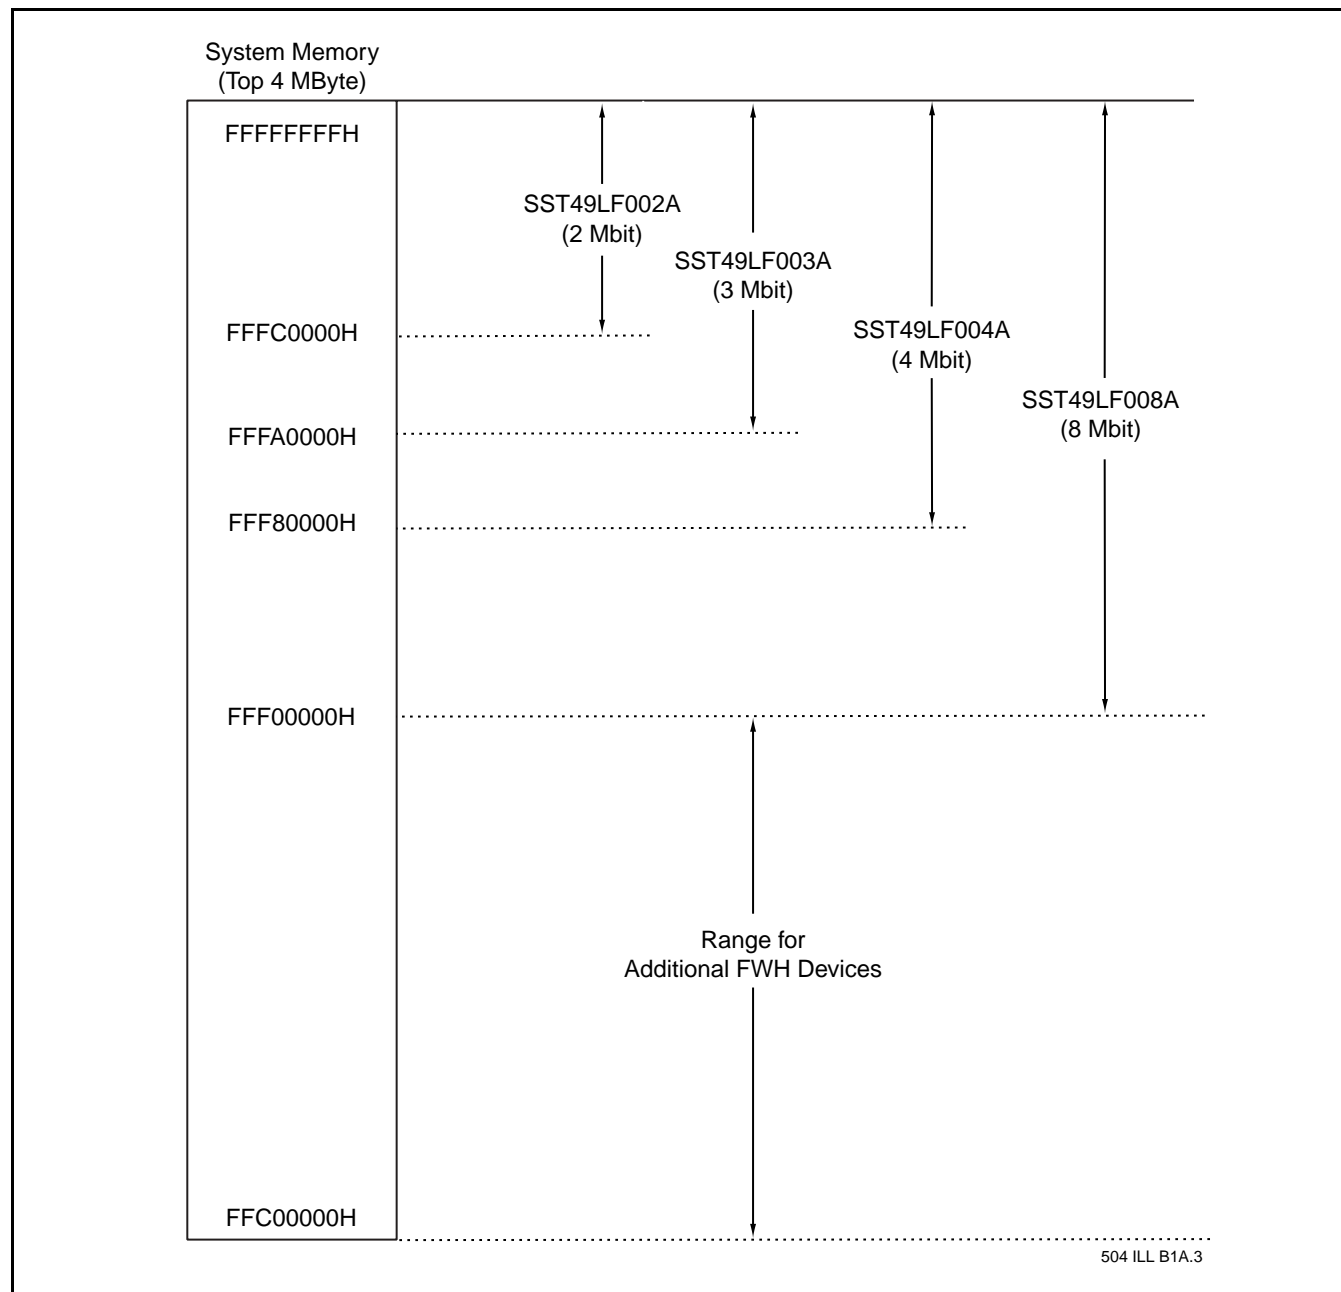 System Memory
(Top 4 MByte)
FFFFFFFFH
SST49LF002A
(2 Mbit)
SST49LF003A
(3 Mbit)
FFFC0000H
SST49LF004A
(4 Mbit)
SST49LF008A
(8 Mbit)
FFFA0000H
FFF80000H
FFF00000H
Range for
Additional FWH Devices
FFC00000H
504 ILL B1A.3